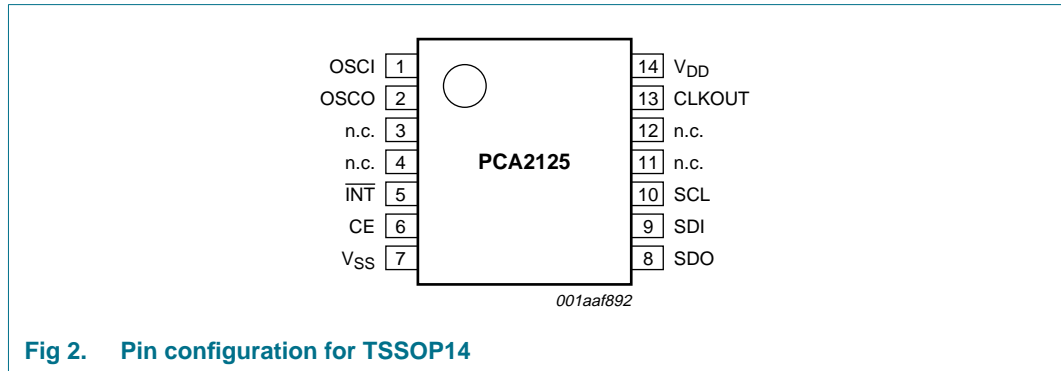 OSCI 1
OSCO 2
n.c. 3
n.c. 4
INT 5
CE 6
VSS 7
PCA2125
14 VDD
13 CLKOUT
12 n.c.
11 n.c.
10 SCL
9 SDI
8 SDO
001aaf892
Fig 2. Pin configuration for TSSOP14